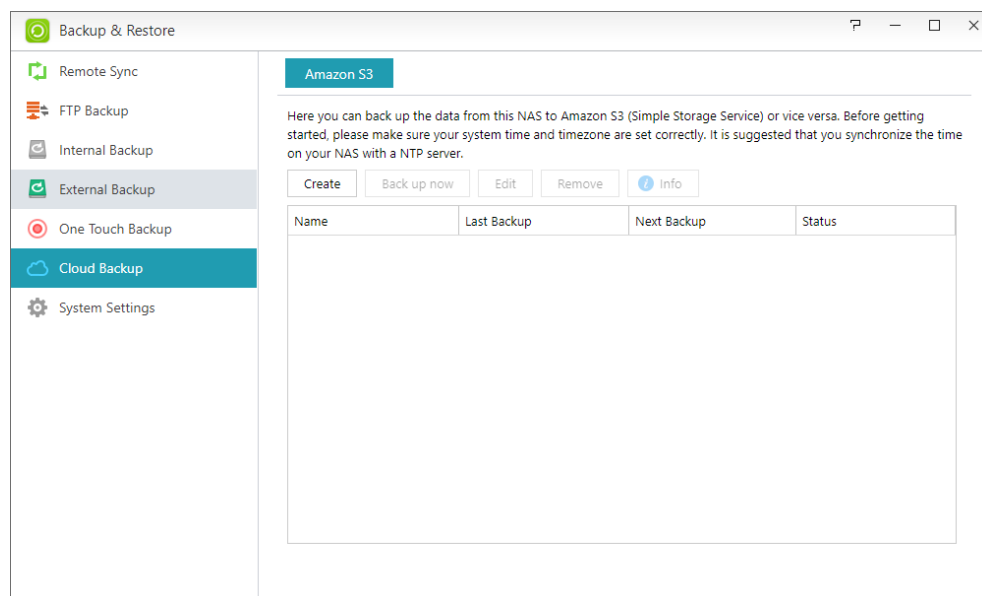 Backup & Restore
Remote Sync
FTP Backup
Internal Backup
External Backup
One Touch Backup
Cloud Backup
System Settings
Amazon S3
Here you can back up the data from this NAS to Amazon S3 (Simple Storage Service) or vice versa. Before getting
started, please make sure your system time and timezone are set correctly. It is suggested that you synchronize the time
on your NAS with a NTP server.
Create Back up now Edit Remove Info
Name Last Backup Next Backup Status